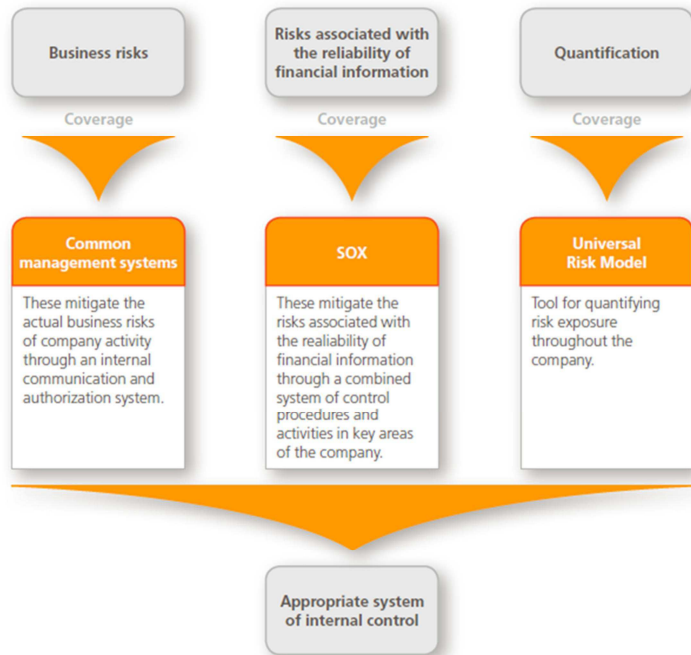 Business risks
Risks associated with
the reliability of
financial information
Quantification
Coverage
Coverage
Coverage
Common
management systems
These mitigate the
actual business risks
of company activity
through an internal
communication and
authorization system.
SOX
These mitigate the
risks associated with
the realiability of
financial information
through a combined
system of control
procedures and
activities in key areas
of the company.
Universal
Risk Model
Tool for quantifying
risk exposure
throughout the
company.
Appropriate system
of internal control